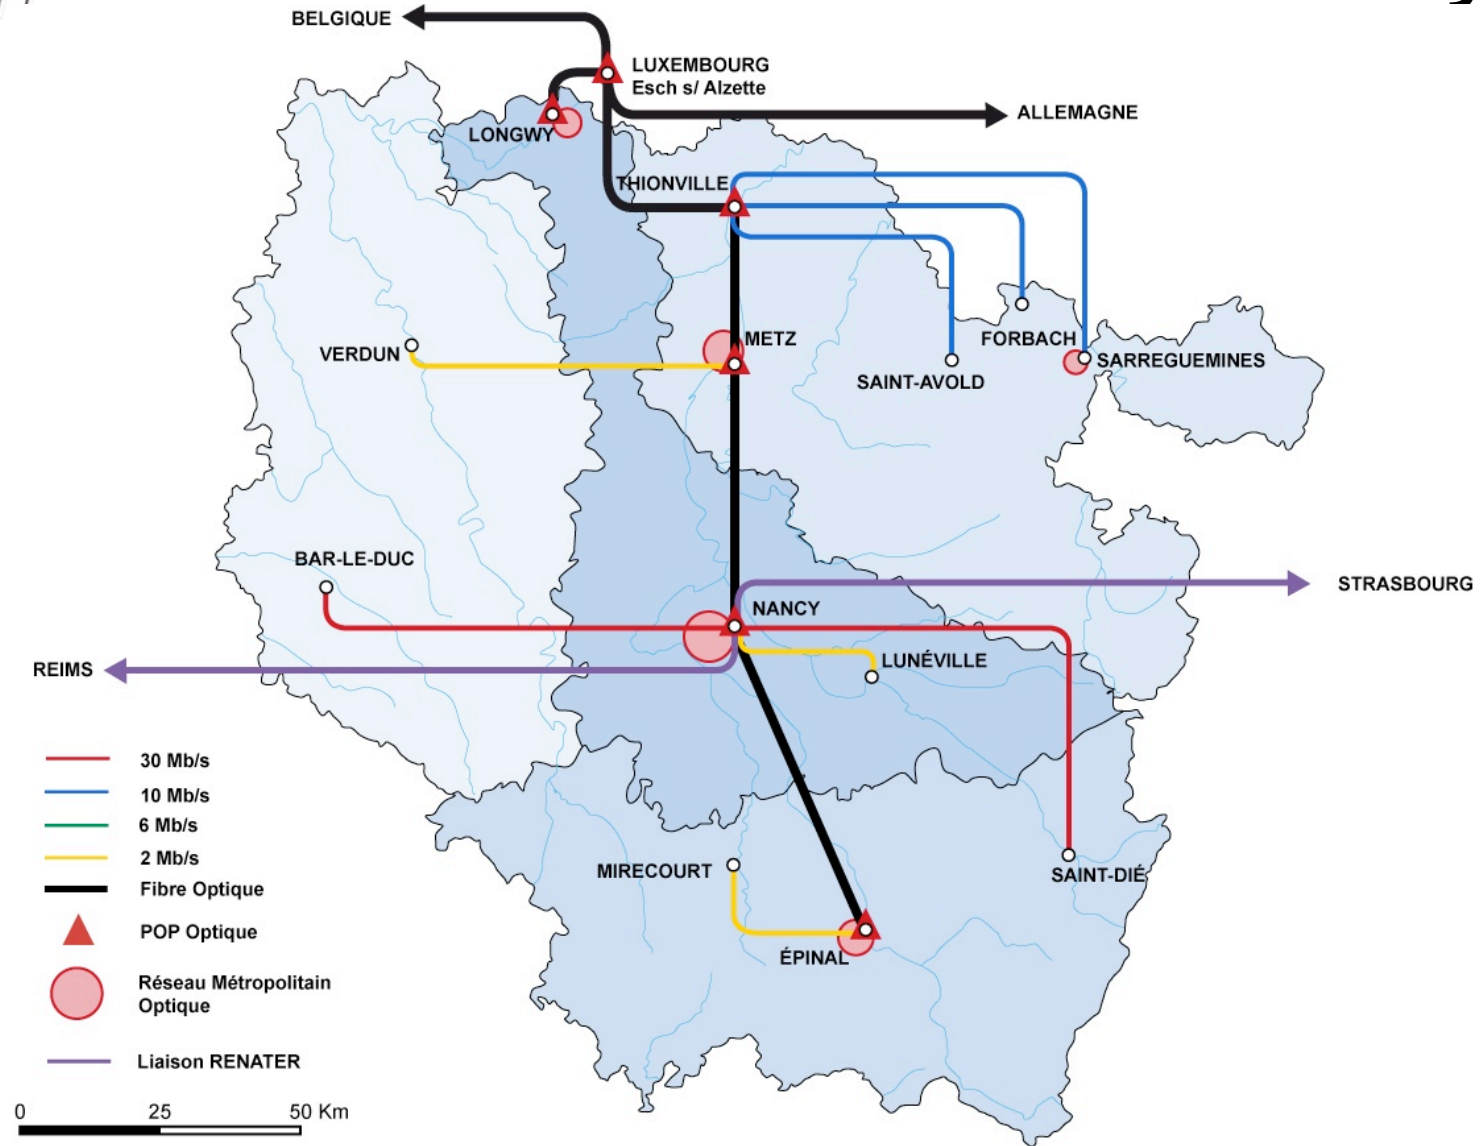 BELGIQUE
LUXEMBOURG
Esch s/ Alzette
ALLEMAGNE
LONGWY
THIONVILLE
METZ
VERDUN
FORBACH
SARREGUEMINES
SAINT-AVOLD
BAR-LE-DUC
STRASBOURG
NANCY
LUNÉVILLE
REIMS
30 Mb/s
10 Mb/s
6 Mb/s
2 Mb/s
Fibre Optique
POP Optique
Réseau Métropolitain
Optique
Liaison RENATER
MIRECOURT
SAINT-DIÉ
ÉPINAL
0 25 50 Km